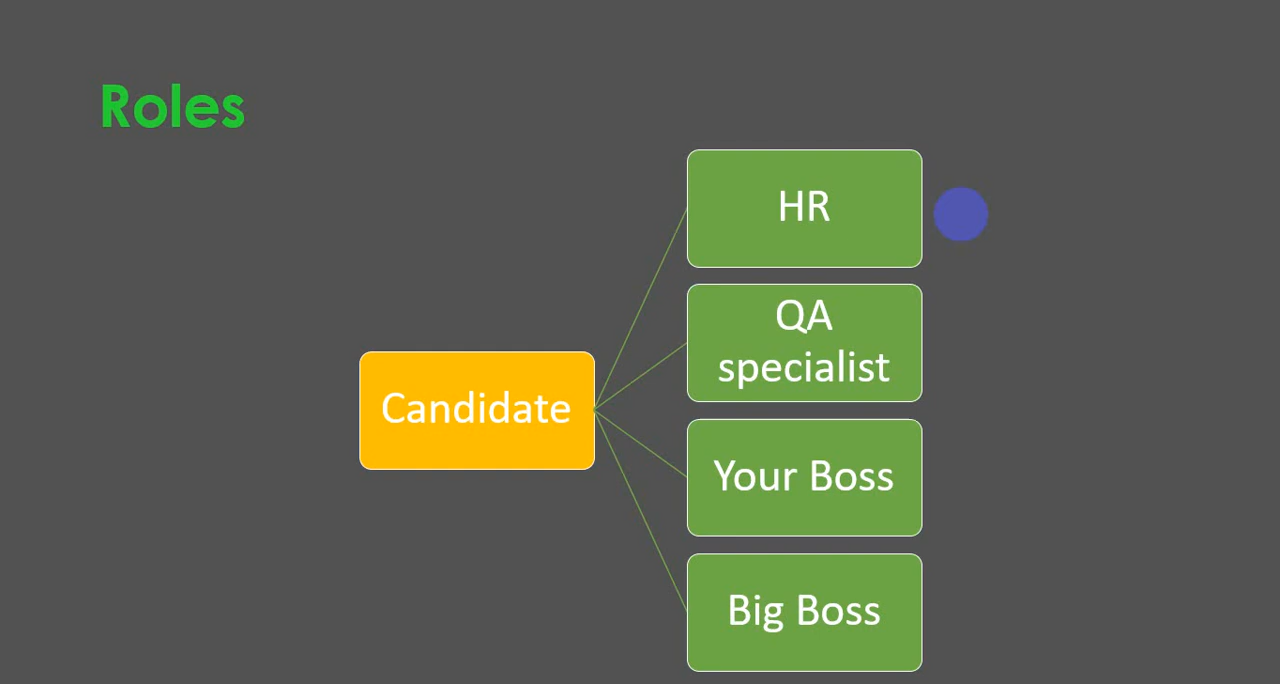 Roles
HR
QA
specialist
Candidate
Your Boss
Big Boss